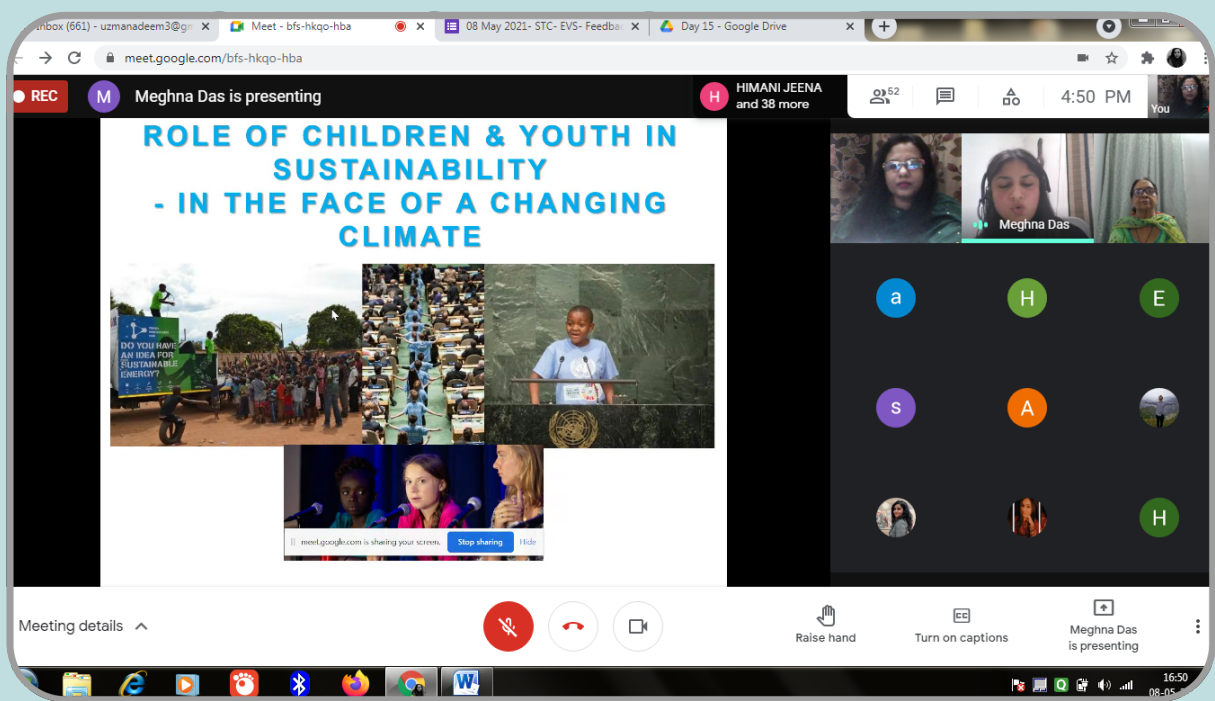 nbox (661) - uzmanadeem3@gm
Meet - bfs-hkqo-hba
08 May 2021- STC- EVS- Feedbac
Day 15 - Google Drive
meet.google.com/bfs-hkqo-hba
REC
M
Meghna Das is presenting
H
HIMANI JEENA
and 38 more
52
4:50 PM
You
ROLE OF CHILDREN & YOUTH IN
SUSTAINABILITY
- IN THE FACE OF A CHANGING
CLIMATE
DO YOU HAVE
AN IDEA FOR
SUSTAINABLE
ENERGY?
Meghna Das
a
H
E
s
A
H
meet.google.com is sharing your screen.
Stop sharing
Hide
Meeting details
Raise hand
CC
Turn on captions
Meghna Das
is presenting
W
Q
16:50
08-05